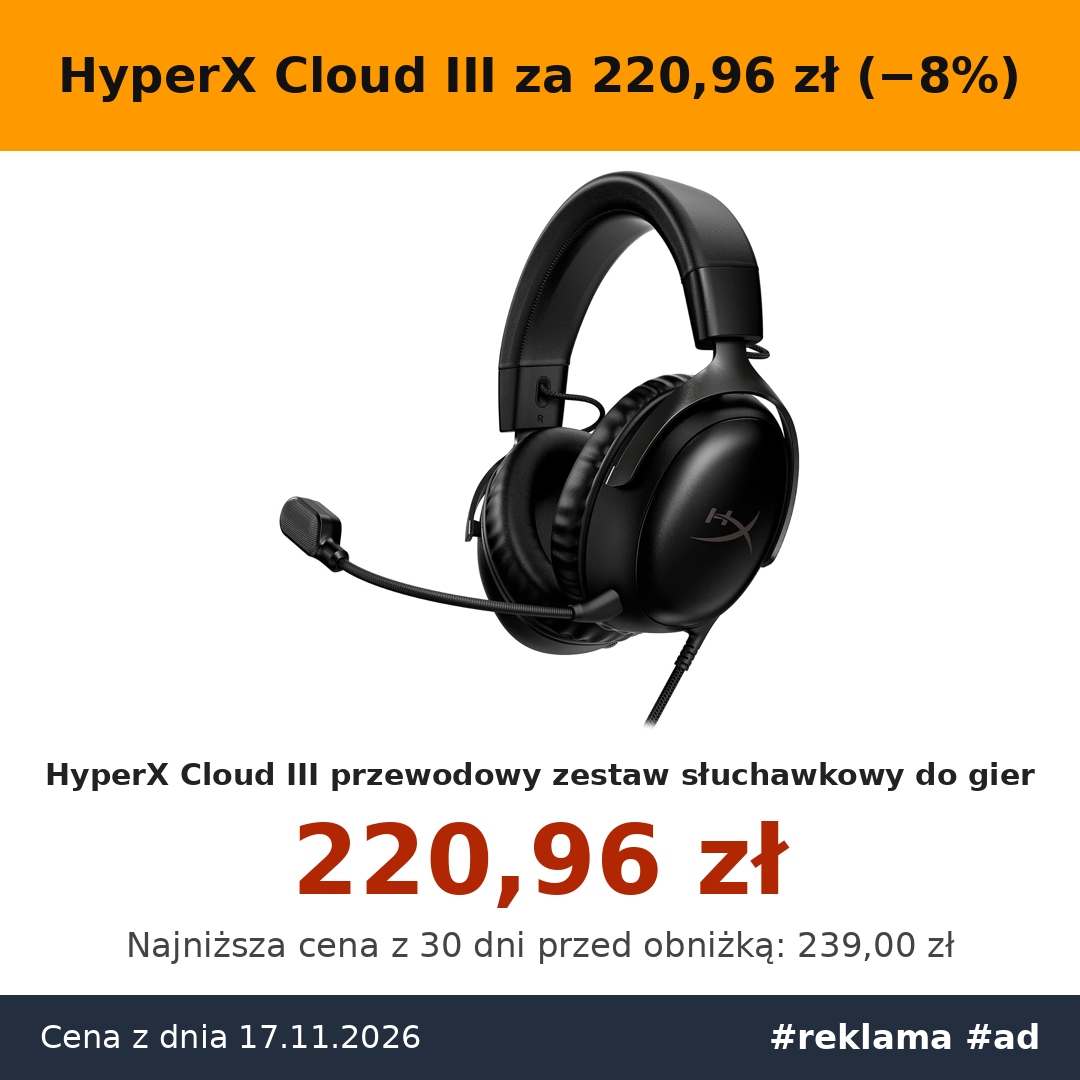 HyperX Cloud III za 220,96 zł (−8%)
R
HX
HyperX Cloud III przewodowy zestaw słuchawkowy do gier
220,96 zł
Najniższa cena z 30 dni przed obniżką: 239,00 zł
Cena z dnia 17.11.2026
#reklama #ad